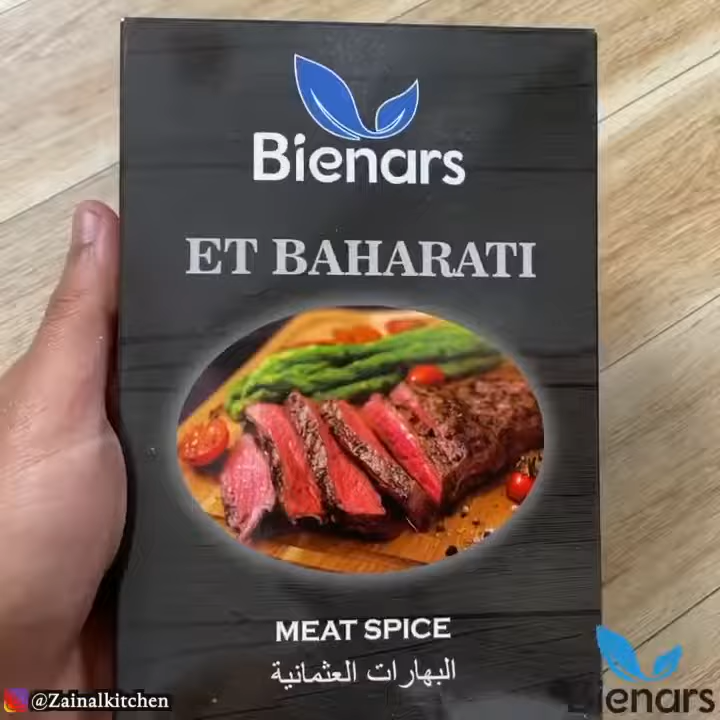 Bienars
ET BAHARATI
MEAT SPICE
البهارات العثمانية
@Zainalkitchen
Bienars